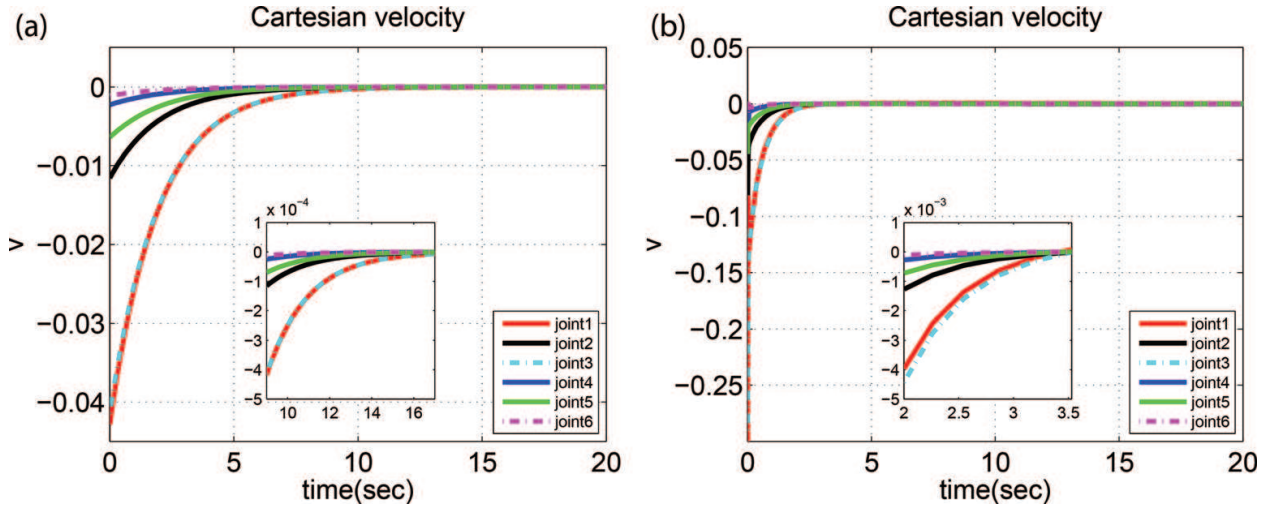 (a)
Cartesian velocity
0
−0.01
−0.02
−0.03
−0.04
v
0 5 10 15 20
time(sec)
x 10⁻⁴
1
0
−1
−2
−3
−4
−5
10 12 14 16
joint1
joint2
joint3
joint4
joint5
joint6
(b)
Cartesian velocity
0.05
0
−0.05
−0.1
−0.15
−0.2
−0.25
v
0 5 10 15 20
time(sec)
x 10⁻³
1
0
−1
−2
−3
−4
−5
2 2.5 3 3.5
joint1
joint2
joint3
joint4
joint5
joint6